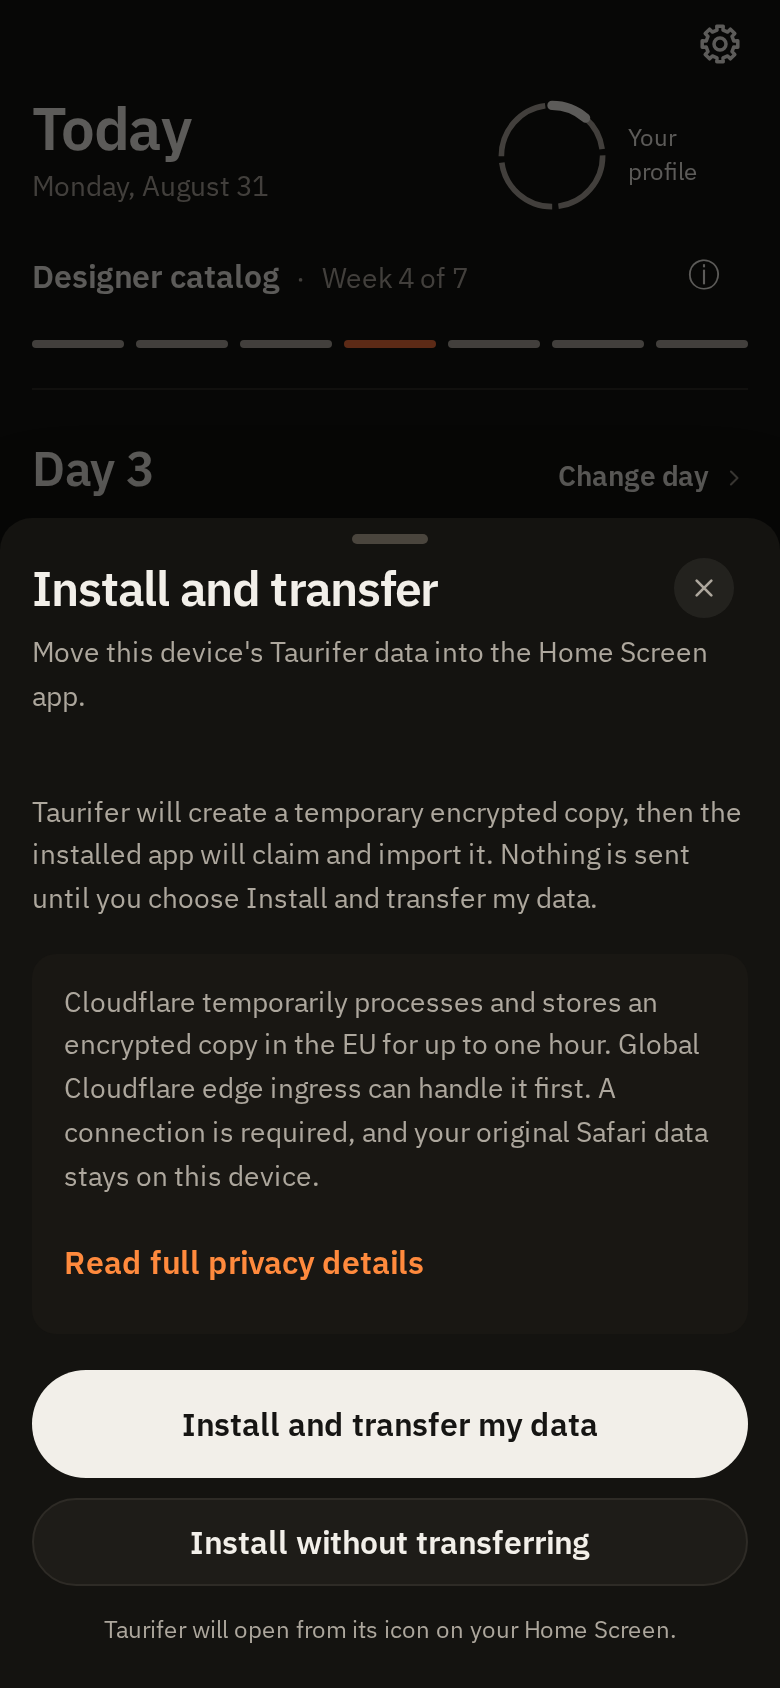 Today
Your
profile
Monday, August 31
Designer catalog · Week 4 of 7
Day 3
Change day
Install and transfer
Move this device's Taurifer data into the Home Screen
app.
Taurifer will create a temporary encrypted copy, then the
installed app will claim and import it. Nothing is sent
until you choose Install and transfer my data.
Cloudflare temporarily processes and stores an
encrypted copy in the EU for up to one hour. Global
Cloudflare edge ingress can handle it first. A
connection is required, and your original Safari data
stays on this device.
Read full privacy details
Install and transfer my data
Install without transferring
Taurifer will open from its icon on your Home Screen.